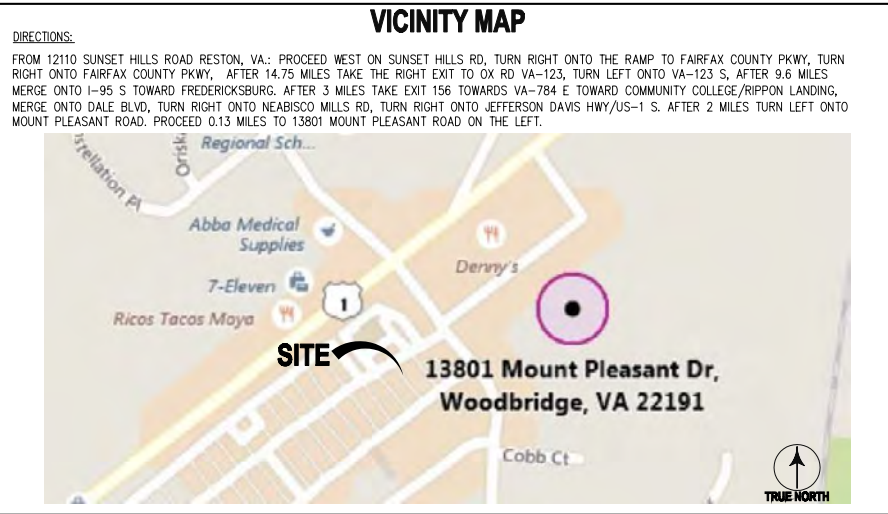 VICINITY MAP
DIRECTIONS:
FROM 12110 SUNSET HILLS ROAD RESTON, VA.: PROCEED WEST ON SUNSET HILLS RD, TURN RIGHT ONTO THE RAMP TO FAIRFAX COUNTY PKWY, TURN
RIGHT ONTO FAIRFAX COUNTY PKWY, AFTER 14.75 MILES TAKE THE RIGHT EXIT TO OX RD VA-123, TURN LEFT ONTO VA-123 S, AFTER 9.6 MILES
MERGE ONTO I-95 S TOWARD FREDERICKSBURG. AFTER 3 MILES TAKE EXIT 156 TOWARDS VA-784 E TOWARD COMMUNITY COLLEGE/RIPPON LANDING,
MERGE ONTO DALE BLVD, TURN RIGHT ONTO NEABISCO MILLS RD, TURN RIGHT ONTO JEFFERSON DAVIS HWY/US-1 S. AFTER 2 MILES TURN LEFT ONTO
MOUNT PLEASANT ROAD. PROCEED 0.13 MILES TO 13801 MOUNT PLEASANT ROAD ON THE LEFT.
stellation Pl
Oriska
Regional Sch...
Abba Medical
Supplies
Denny's
7-Eleven
1
Ricos Tacos Moya
SITE
13801 Mount Pleasant Dr,
Woodbridge, VA 22191
Cobb Ct
TRUE NORTH